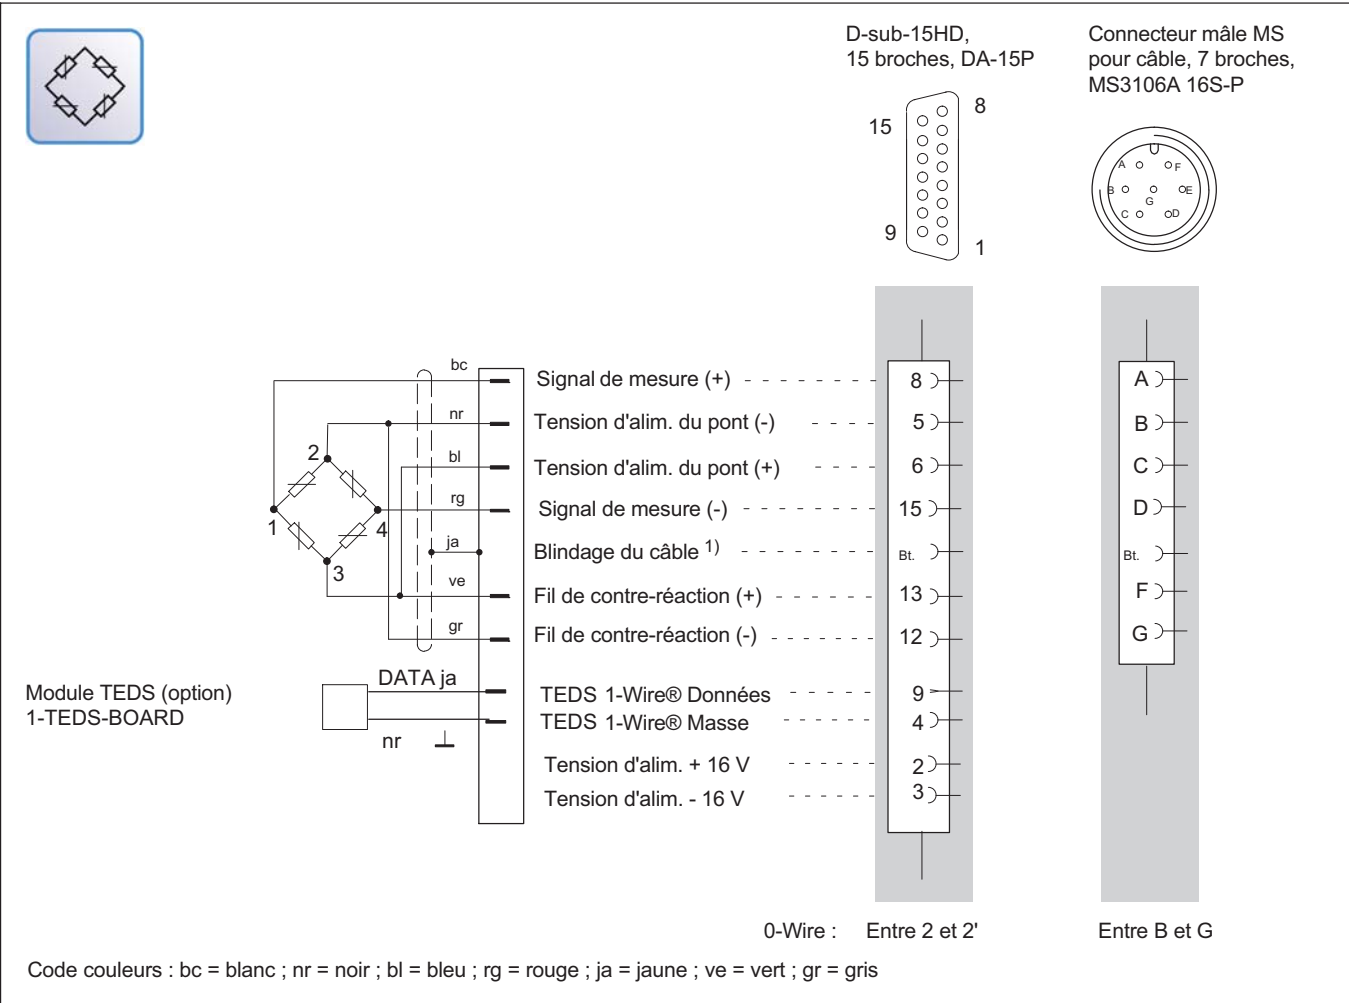 D-sub-15HD,
15 broches, DA-15P
Connecteur mâle MS
pour câble, 7 broches,
MS3106A 16S-P
15
8
9
1
A
F
B
E
G
C
D
bc
Signal de mesure (+)
8
A
nr
Tension d'alim. du pont (-)
5
B
bl
Tension d'alim. du pont (+)
6
C
rg
Signal de mesure (-)
15
D
ja
Blindage du câble 1)
Bt.
Bt.
ve
Fil de contre-réaction (+)
13
F
gr
Fil de contre-réaction (-)
12
G
2
1
4
3
Module TEDS (option)
1-TEDS-BOARD
DATA ja
nr
TEDS 1-Wire® Données
9
TEDS 1-Wire® Masse
4
Tension d'alim. + 16 V
2
Tension d'alim. - 16 V
3
0-Wire : Entre 2 et 2' Entre B et G
Code couleurs : bc = blanc ; nr = noir ; bl = bleu ; rg = rouge ; ja = jaune ; ve = vert ; gr = gris